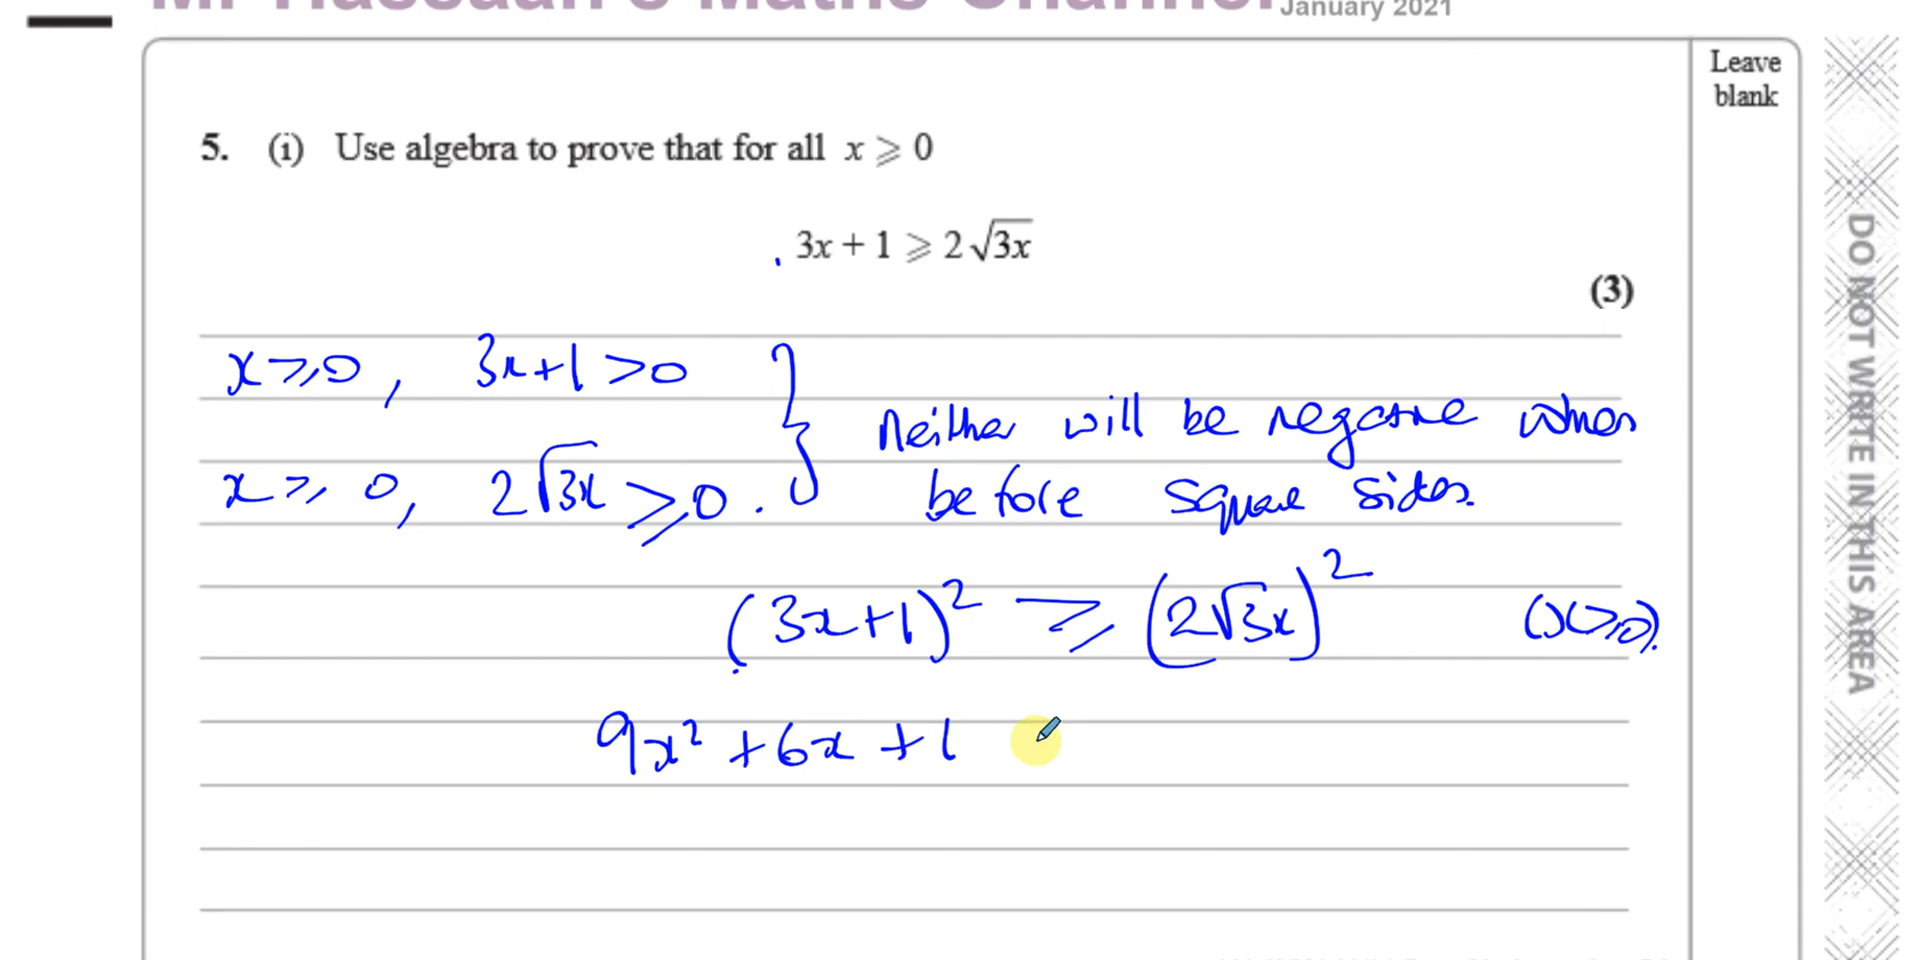 January 2021
Leave
blank
5. (i) Use algebra to prove that for all x ⩾ 0
3x + 1 ⩾ 2√3x
(3)
x ⩾ 0, 3x+1 > 0
Neither will be negative when
x ⩾ 0, 2√3x ⩾ 0.
before square sides.
(3x+1)² ⩾ (2√3x)² (x⩾0).
9x² + 6x + 1
DO NOT WRITE IN THIS AREA